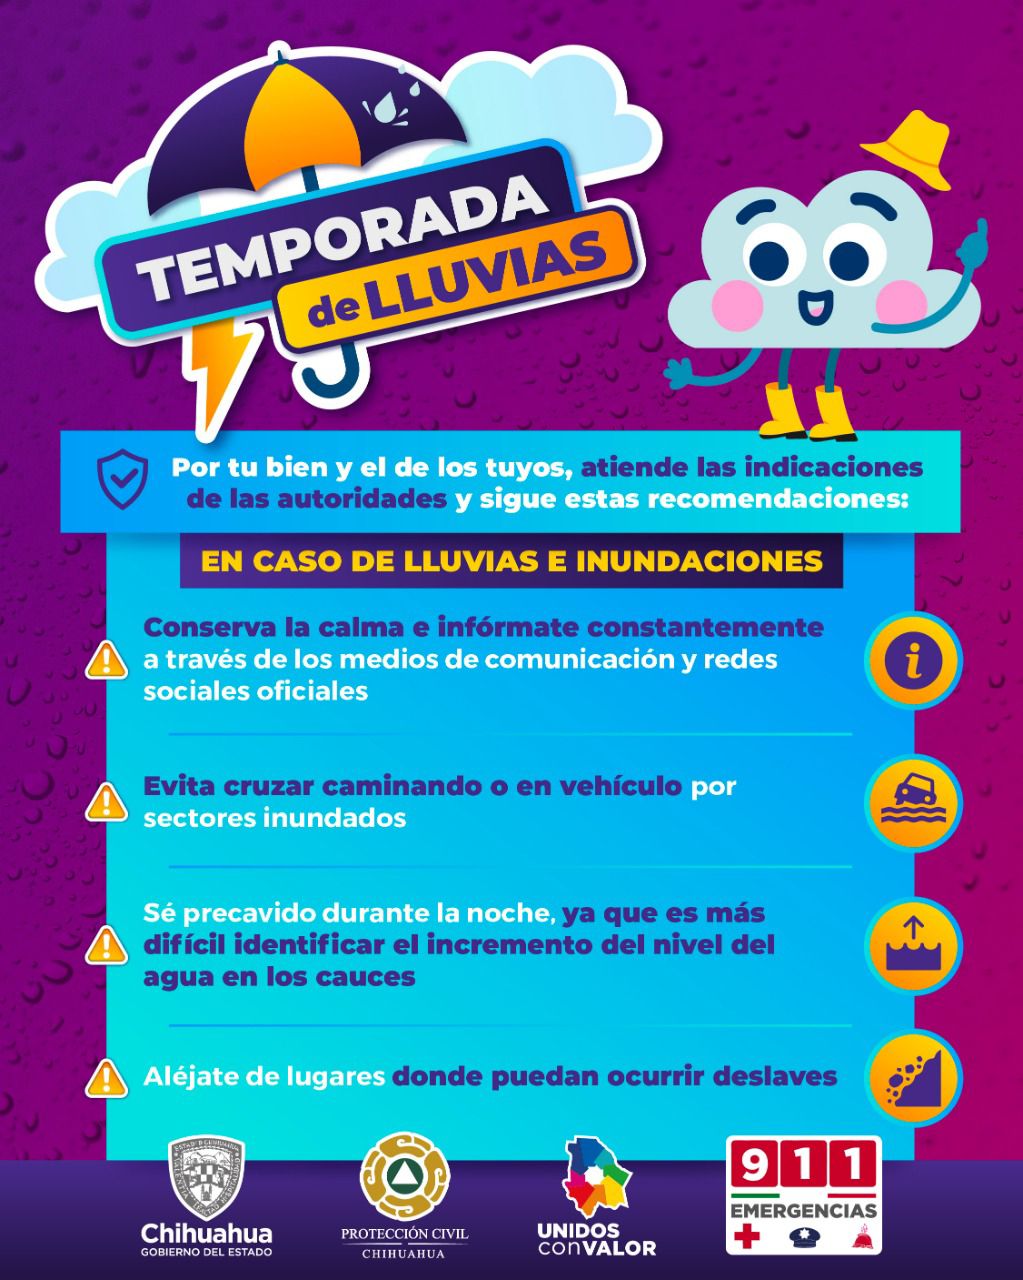 TEMPORADA
de LLUVIAS
Por tu bien y el de los tuyos, atiende las indicaciones
de las autoridades y sigue estas recomendaciones:
EN CASO DE LLUVIAS E INUNDACIONES
Conserva la calma e infórmate constantemente
a través de los medios de comunicación y redes
sociales oficiales
i
Evita cruzar caminando o en vehículo por
sectores inundados
Sé precavido durante la noche, ya que es más
difícil identificar el incremento del nivel del
agua en los cauces
Aléjate de lugares donde puedan ocurrir deslaves
Chihuahua
GOBIERNO DEL ESTADO
PROTECCIÓN CIVIL
CHIHUAHUA
UNIDOS
conVALOR
911
EMERGENCIAS